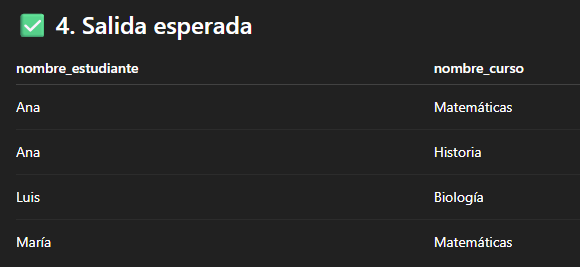 ✅ 4. Salida esperada
nombre_estudiante nombre_curso
Ana Matemáticas
Ana Historia
Luis Biología
María Matemáticas